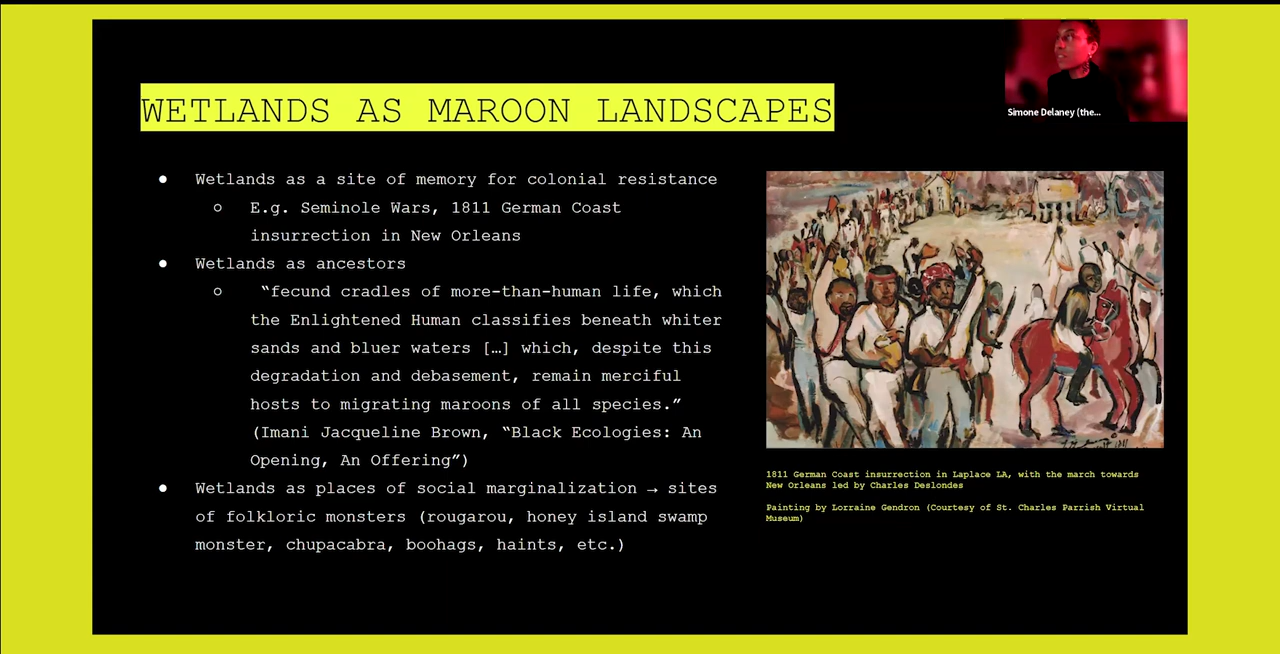 WETLANDS AS MAROON LANDSCAPES
Simone Delaney (the...
● Wetlands as a site of memory for colonial resistance
○ E.g. Seminole Wars, 1811 German Coast
insurrection in New Orleans
● Wetlands as ancestors
○ “fecund cradles of more-than-human life, which
the Enlightened Human classifies beneath whiter
sands and bluer waters […] which, despite this
degradation and debasement, remain merciful
hosts to migrating maroons of all species.”
(Imani Jacqueline Brown, “Black Ecologies: An
Opening, An Offering”)
● Wetlands as places of social marginalization → sites
of folkloric monsters (rougarou, honey island swamp
monster, chupacabra, boohags, haints, etc.)
1811 German Coast insurrection in Laplace LA, with the march towards
New Orleans led by Charles Deslondes
Painting by Lorraine Gendron (Courtesy of St. Charles Parrish Virtual
Museum)